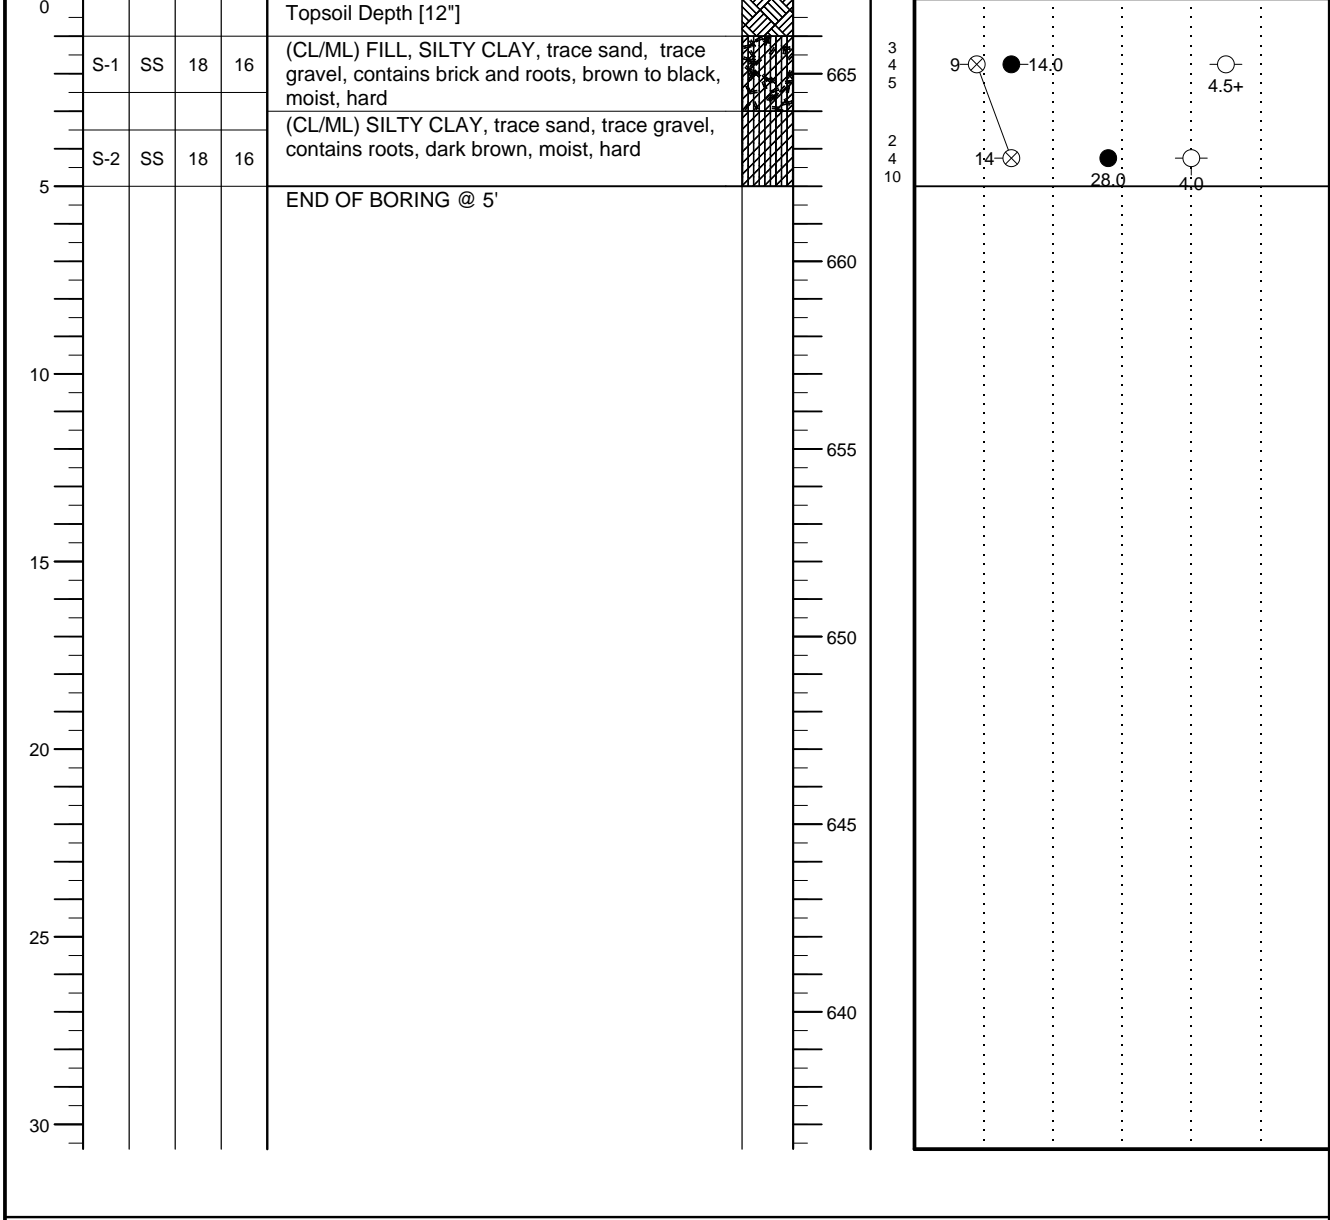 0
Topsoil Depth [12"]
S-1 SS 18 16
(CL/ML) FILL, SILTY CLAY, trace sand, trace
gravel, contains brick and roots, brown to black,
moist, hard
665
3
4
5
9
14.0
4.5+
S-2 SS 18 16
(CL/ML) SILTY CLAY, trace sand, trace gravel,
contains roots, dark brown, moist, hard
2
4
10
14
28.0
4.0
5
END OF BORING @ 5'
660
10
655
15
650
20
645
25
640
30